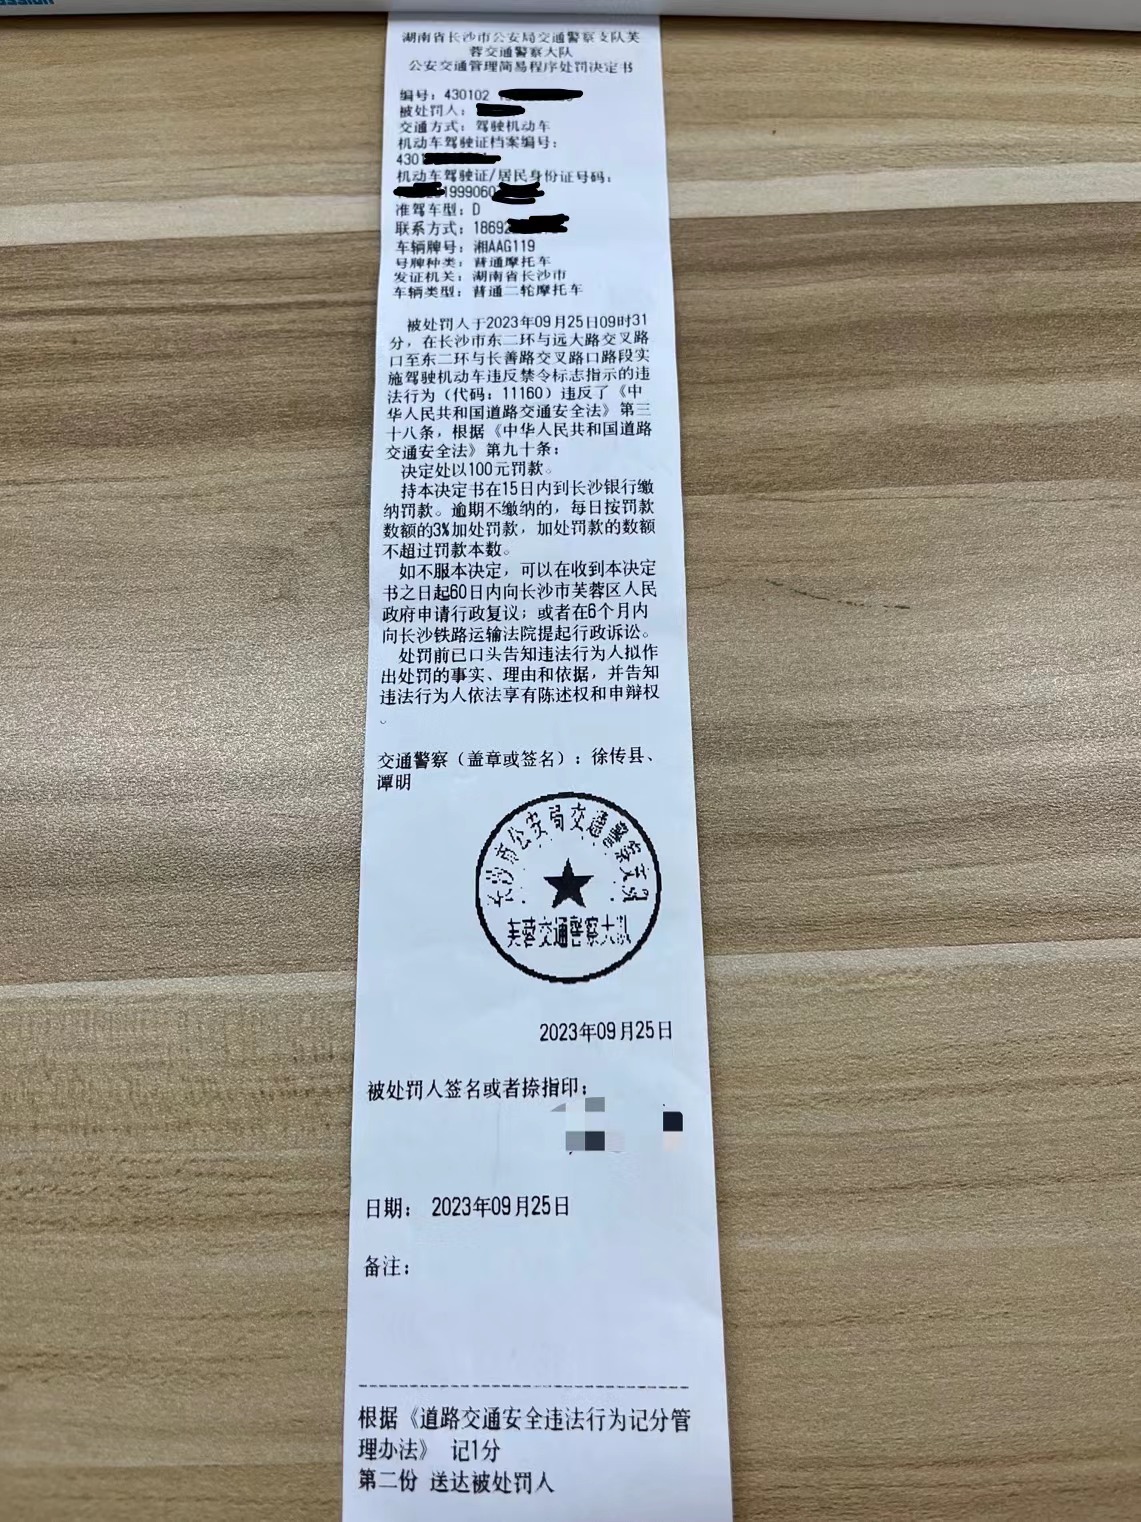 湖南省长沙市公安局交通警察支队芙
蓉交通警察大队
公安交通管理简易程序处罚决定书
编号：430102
被处罚人：
交通方式：驾驶机动车
机动车驾驶证档案编号：
430
机动车驾驶证/居民身份证号码：
1999060
准驾车型：D
联系方式：1869
车辆牌号：湘AAG119
号牌种类：普通摩托车
发证机关：湖南省长沙市
车辆类型：普通二轮摩托车
被处罚人于2023年09月25日09时31
分，在长沙市东二环与远大路交叉路
口至东二环与长善路交叉路口路段实
施驾驶机动车违反禁令标志指示的违
法行为（代码：11160）违反了《中
华人民共和国道路交通安全法》第三
十八条，根据《中华人民共和国道路
交通安全法》第九十条：
决定处以100元罚款。
持本决定书在15日内到长沙银行缴
纳罚款。逾期不缴纳的，每日按罚款
数额的3%加处罚款，加处罚款的数额
不超过罚款本数。
如不服本决定，可以在收到本决定
书之日起60日内向长沙市芙蓉区人民
政府申请行政复议；或者在6个月内
向长沙铁路运输法院提起行政诉讼。
处罚前已口头告知违法行为人拟作
出处罚的事实、理由和依据，并告知
违法行为人依法享有陈述权和申辩权
。
交通警察（盖章或签名）：徐传县、
谭明
长沙市公安局交通警察支队
芙蓉交通警察大队
2023年09月25日
被处罚人签名或者捺指印：
日期： 2023年09月25日
备注：
根据《道路交通安全违法行为记分管
理办法》 记1分
第二份 送达被处罚人